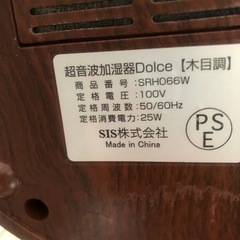 超音波加湿器Dolce【木目調】
商品番号：SRH066W
定格電圧：100V
定格周波数：50/60Hz
定格消費電力：25W
SIS株式会社
Made in China
PS
E